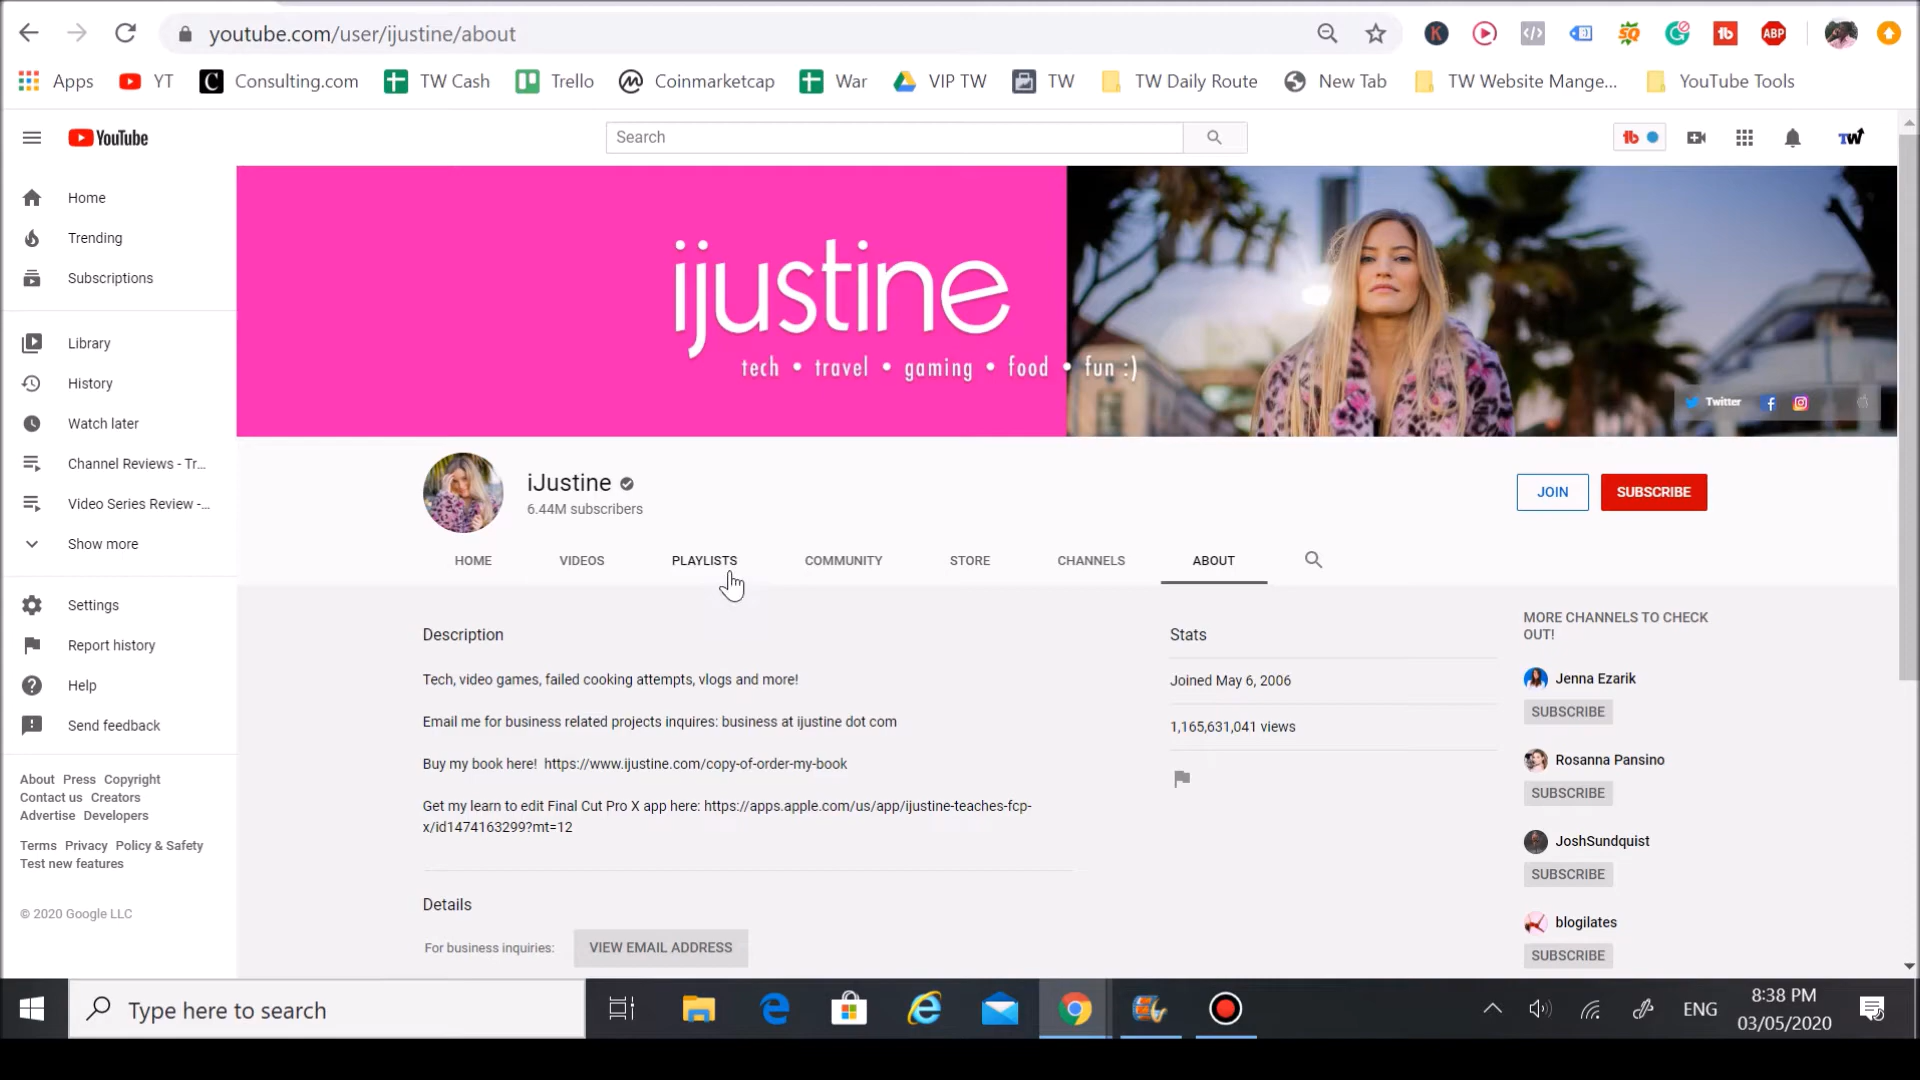 youtube.com/user/ijustine/about
K
</>
SQ
tb
ABP
Apps YT C Consulting.com TW Cash Trello Coinmarketcap War VIP TW TW TW Daily Route New Tab TW Website Mange... YouTube Tools
YouTube
Search
tb
TW
Home
Trending
Subscriptions
Library
History
Watch later
Channel Reviews - Tr...
Video Series Review -...
Show more
Settings
Report history
Help
Send feedback
About Press Copyright
Contact us Creators
Advertise Developers
Terms Privacy Policy & Safety
Test new features
© 2020 Google LLC
ijustine
tech • travel • gaming • food • fun :)
Twitter
iJustine
6.44M subscribers
JOIN
SUBSCRIBE
HOME VIDEOS PLAYLISTS COMMUNITY STORE CHANNELS ABOUT
Description
Tech, video games, failed cooking attempts, vlogs and more!
Email me for business related projects inquires: business at ijustine dot com
Buy my book here! https://www.ijustine.com/copy-of-order-my-book
Get my learn to edit Final Cut Pro X app here: https://apps.apple.com/us/app/ijustine-teaches-fcp-
x/id1474163299?mt=12
Details
For business inquiries: VIEW EMAIL ADDRESS
Stats
Joined May 6, 2006
1,165,631,041 views
MORE CHANNELS TO CHECK
OUT!
Jenna Ezarik
SUBSCRIBE
Rosanna Pansino
SUBSCRIBE
JoshSundquist
SUBSCRIBE
blogilates
SUBSCRIBE
Type here to search
ENG
8:38 PM
03/05/2020